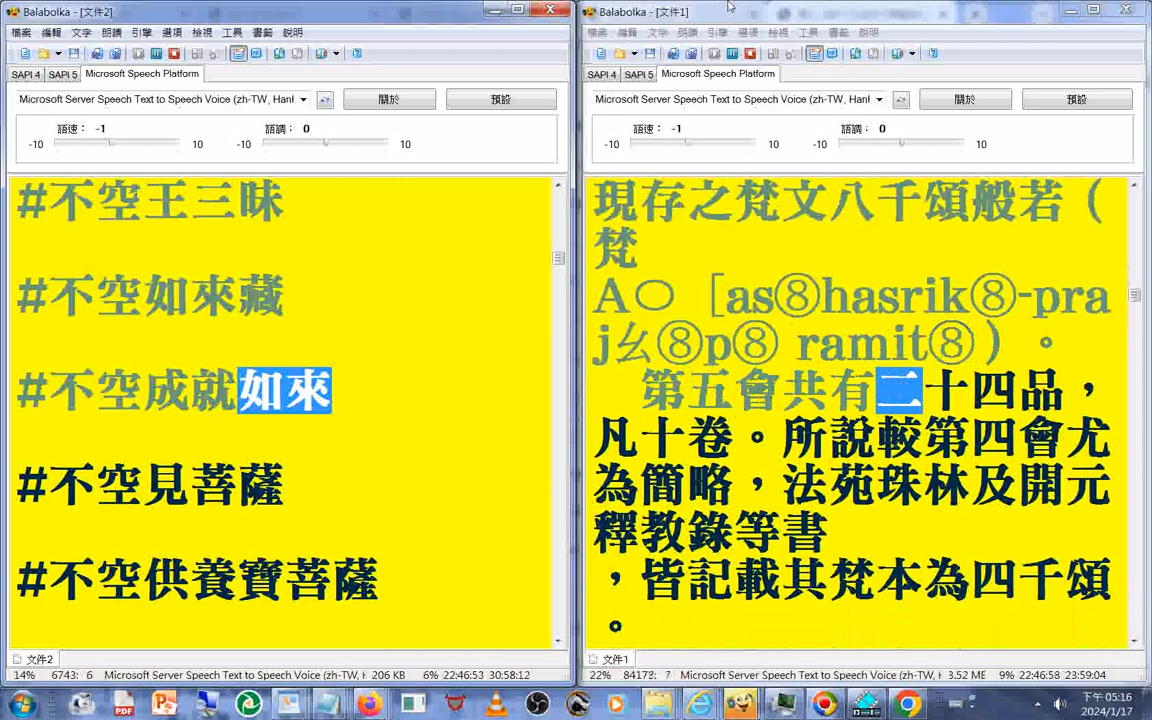 Balabolka - [文件2]
檔案 編輯 文字 朗讀 引擎 選項 檢視 工具 書籤 說明
SAPI 4 SAPI 5 Microsoft Speech Platform
Microsoft Server Speech Text to Speech Voice (zh-TW, Hanl
關於 預設
語速： -1 語調： 0
-10 10 -10 10
#不空王三昧
#不空如來藏
#不空成就如來
#不空見菩薩
#不空供養寶菩薩
文件2
14% 6743: 6 Microsoft Server Speech Text to Speech Voice (zh-TW, H 206 KB 6% 22:46:53 30:58:12
Balabolka - [文件1]
檔案 編輯 文字 朗讀 引擎 選項 檢視 工具 書籤 說明
SAPI 4 SAPI 5 Microsoft Speech Platform
Microsoft Server Speech Text to Speech Voice (zh-TW, Hanl
關於 預設
語速： -1 語調： 0
-10 10 -10 10
現存之梵文八千頌般若（
梵
A○［as⑧hasrik⑧-pra
j幺⑧p⑧ ramit⑧）。
第五會共有二十四品，
凡十卷。所說較第四會尤
為簡略，法苑珠林及開元
釋教錄等書
，皆記載其梵本為四千頌
。
文件1
22% 84178: 7 Microsoft Server Speech Text to Speech Voice (zh-TW, H 3.52 ME 9% 22:46:58 23:59:04
PDF
下午 05:16
2024/1/17